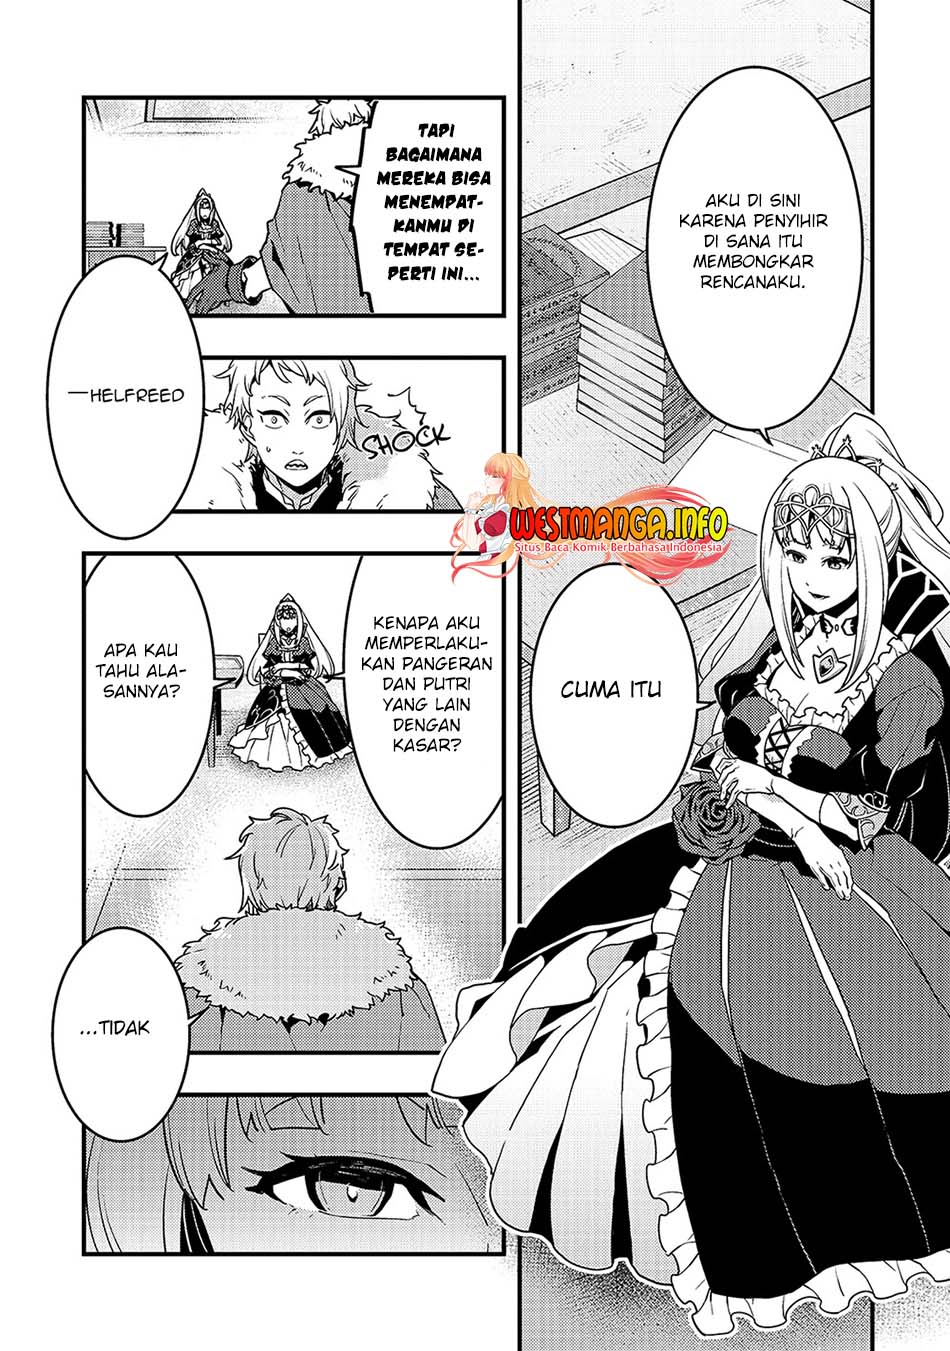 AKU DI SINI
KARENA PENYIHIR
DI SANA ITU
MEMBONGKAR
RENCANAKU.
CUMA ITU
TAPI
BAGAIMANA
MEREKA BISA
MENEMPAT-
KANMU DI
TEMPAT SE-
PERTI INI...
—HELFREED
SHOCK
WESTMANGA.INFO
Situs Baca Komik Berbahasa Indonesia
KENAPA AKU
MEMPERLAKU-
KAN PANGERAN
DAN PUTRI
YANG LAIN
DENGAN
KASAR?
APA KAU
TAHU ALA-
SANNYA?
...TIDAK